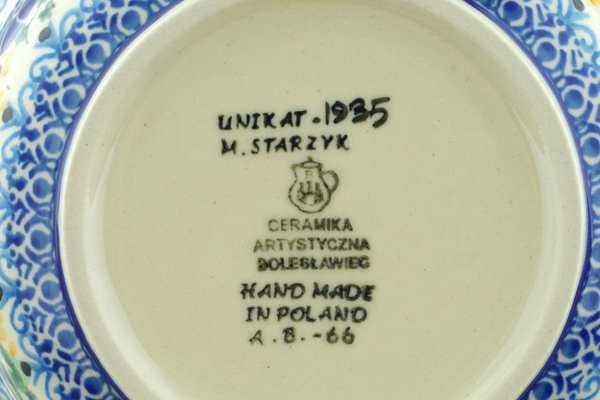 UNIKAT-1935
M. STARZYK
CERAMIKA
ARTYSTYCZNA
BOLESŁAWIEC
HAND MADE
IN POLAND
A.B.-66